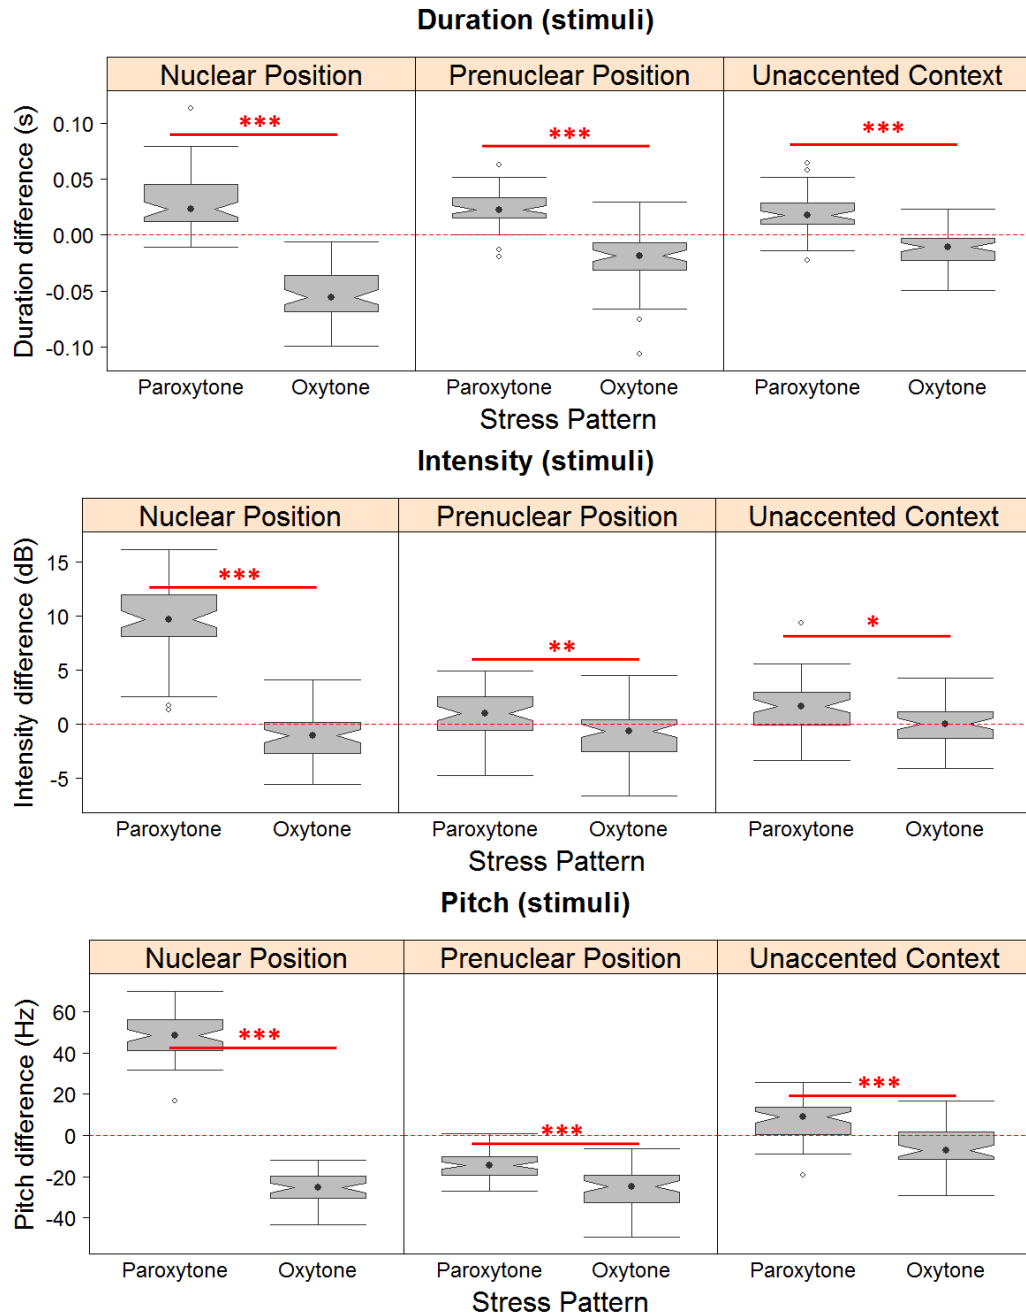 Duration (stimuli)
Nuclear Position Prenuclear Position Unaccented Context
Duration difference (s)
0.10
0.05
0.00
-0.05
-0.10
*** *** ***
Paroxytone Oxytone Paroxytone Oxytone Paroxytone Oxytone
Stress Pattern
Intensity (stimuli)
Nuclear Position Prenuclear Position Unaccented Context
Intensity difference (dB)
15
10
5
0
-5
*** ** *
Paroxytone Oxytone Paroxytone Oxytone Paroxytone Oxytone
Stress Pattern
Pitch (stimuli)
Nuclear Position Prenuclear Position Unaccented Context
Pitch difference (Hz)
60
40
20
0
-20
-40
*** *** ***
Paroxytone Oxytone Paroxytone Oxytone Paroxytone Oxytone
Stress Pattern